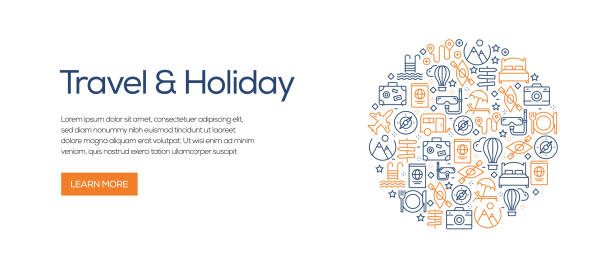 Travel & Holiday
Lorem ipsum dolor sit amet, consectetuer adipiscing elit,
sed diam nonummy nibh euismod tincidunt ut laoreet
dolore magna aliquam erat volutpat. Ut wisi enim ad minim
veniam, quis nostrud exerci tation ullamcorper suscipit
LEARN MORE